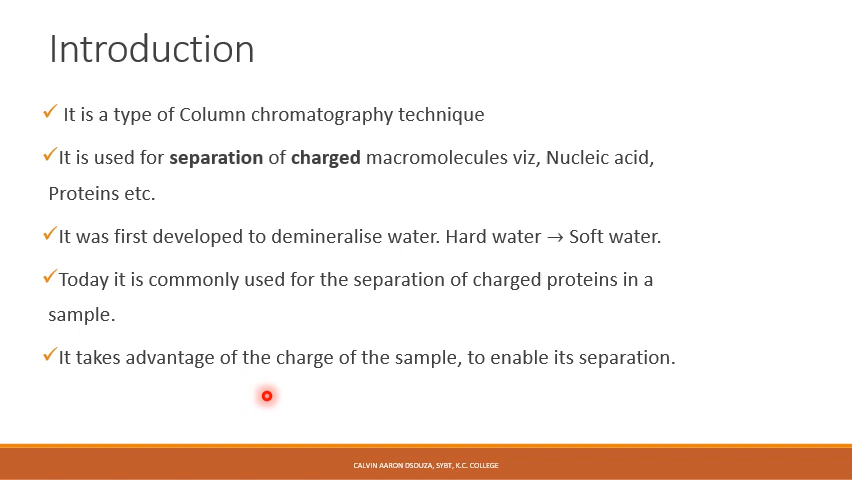 Introduction
✓ It is a type of Column chromatography technique
✓It is used for separation of charged macromolecules viz, Nucleic acid,
Proteins etc.
✓It was first developed to demineralise water. Hard water → Soft water.
✓Today it is commonly used for the separation of charged proteins in a
sample.
✓It takes advantage of the charge of the sample, to enable its separation.
CALVIN AARON DSOUZA, SYBT, K.C. COLLEGE